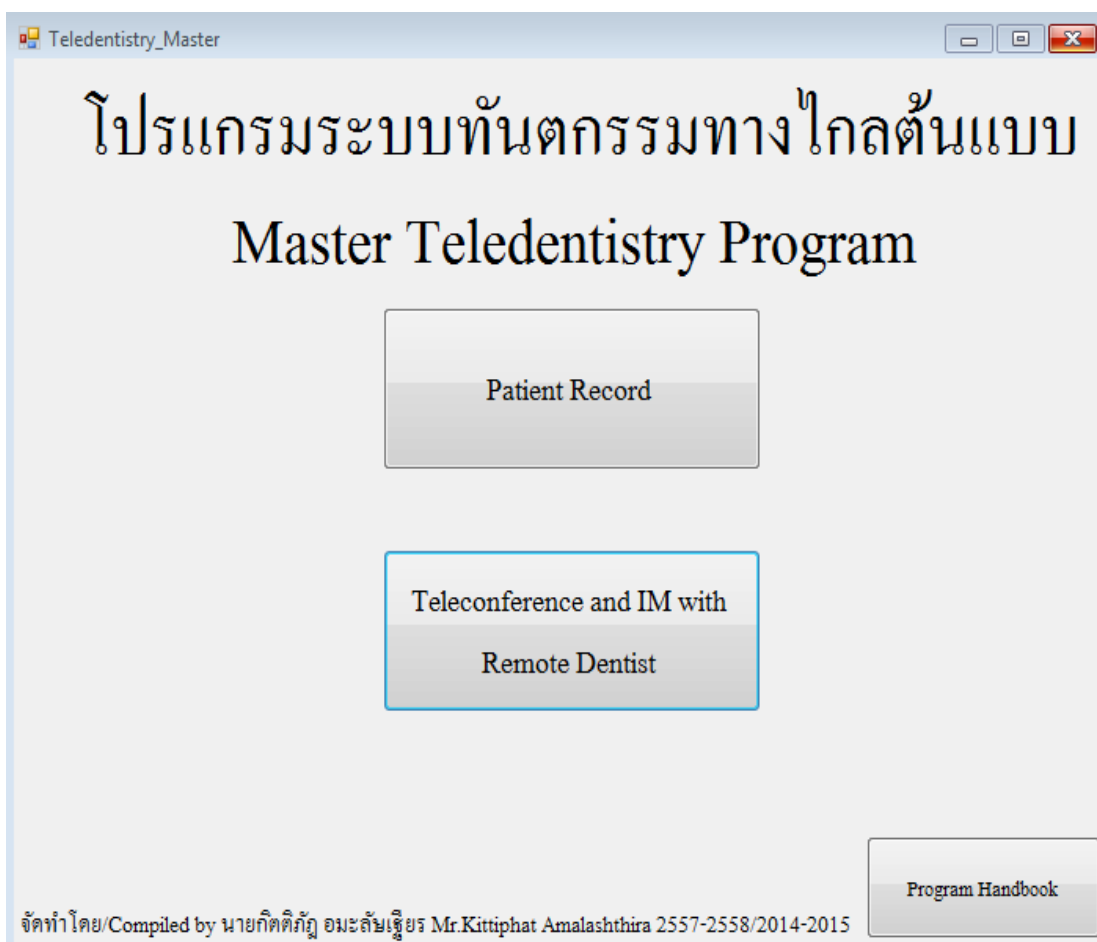 Teledentistry_Master
โปรแกรมระบบทันตกรรมทางไกลต้นแบบ
Master Teledentistry Program
Patient Record
Teleconference and IM with
Remote Dentist
Program Handbook
จัดทำโดย/Compiled by นายกิตติภัฎ อมะลัษเฐียร Mr.Kittiphat Amalashthira 2557-2558/2014-2015